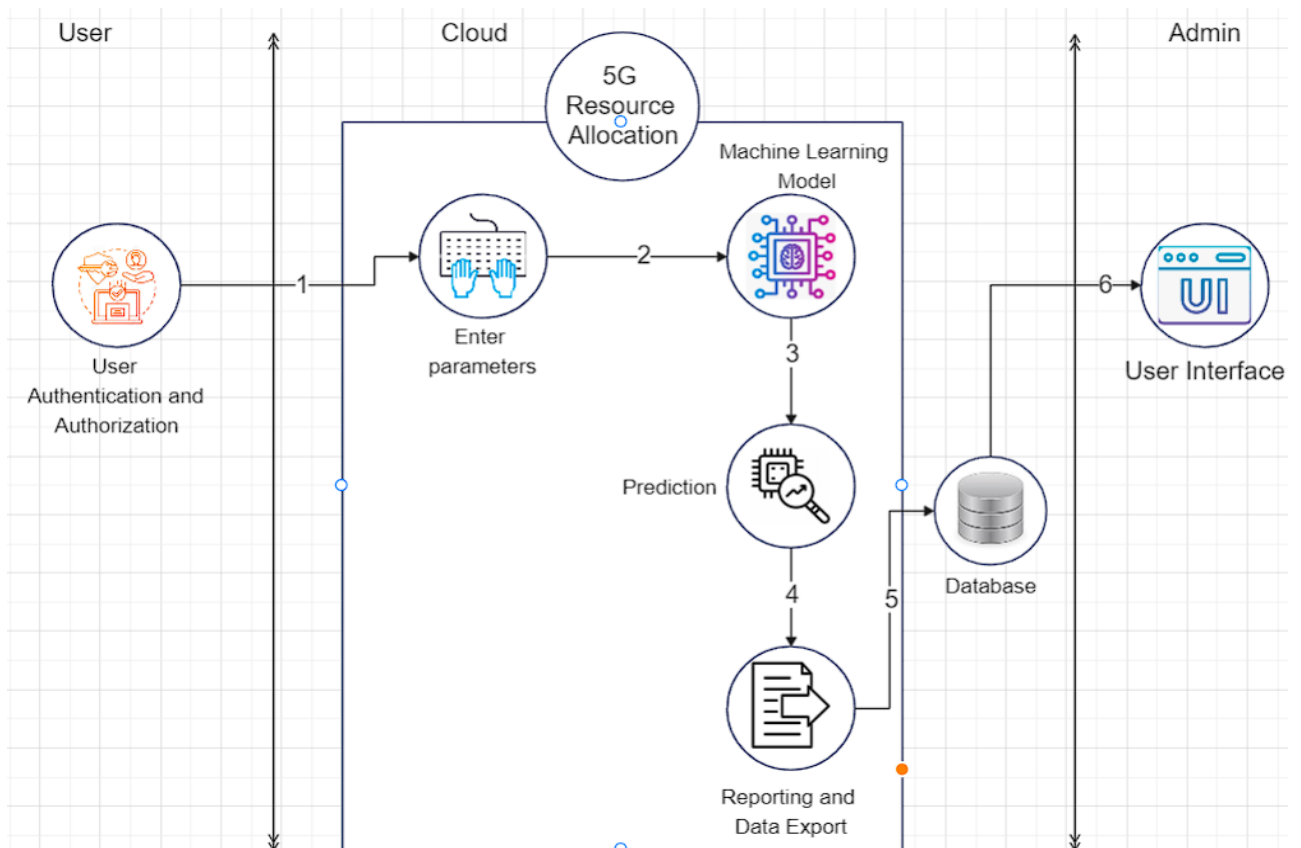 User
Cloud
Admin
5G
Resource
Allocation
Machine Learning
Model
1
2
6
UI
Enter
parameters
3
User
Authentication and
Authorization
User Interface
Prediction
4
5
Database
Reporting and
Data Export